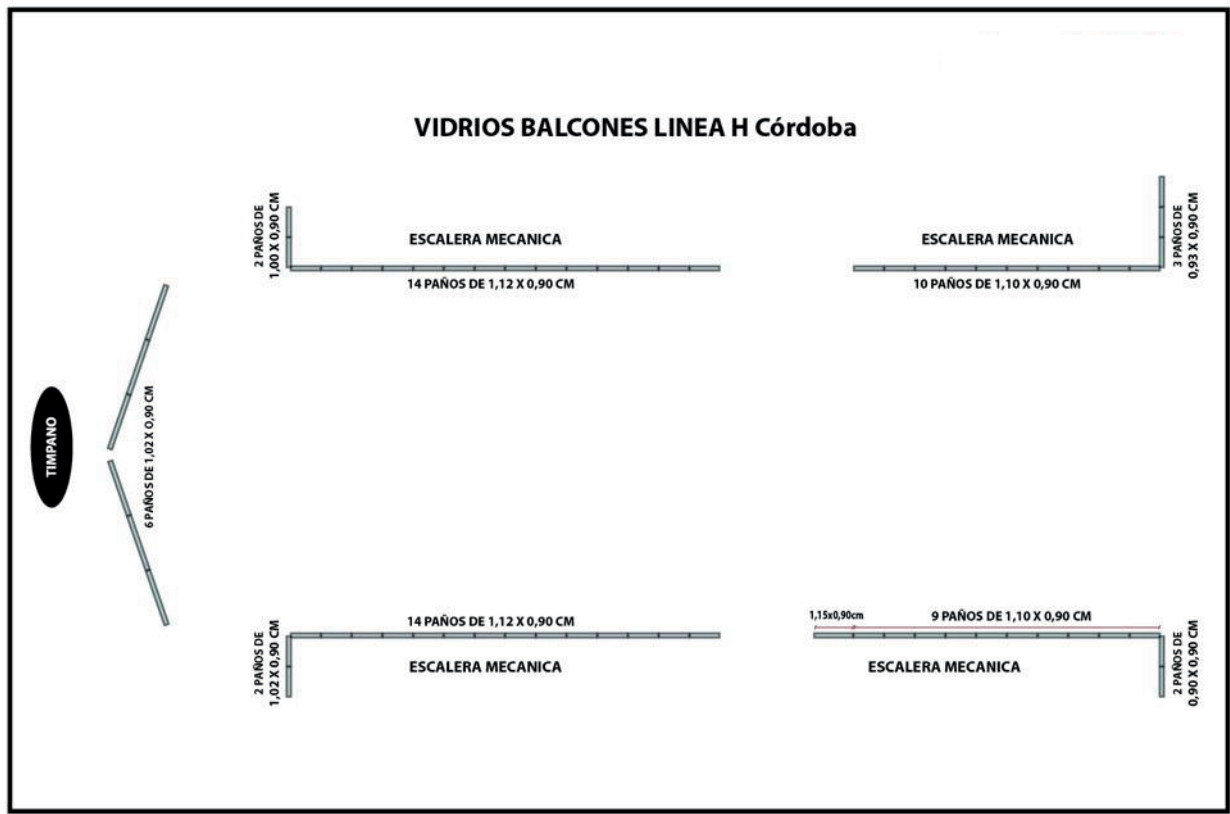 VIDRIOS BALCONES LINEA H Córdoba
2 PAÑOS DE
1,00 X 0,90 CM
ESCALERA MECANICA
14 PAÑOS DE 1,12 X 0,90 CM
ESCALERA MECANICA
10 PAÑOS DE 1,10 X 0,90 CM
3 PAÑOS DE
0,93 X 0,90 CM
TIMPANO
6 PAÑOS DE 1,02 X 0,90 CM
2 PAÑOS DE
1,02 X 0,90 CM
14 PAÑOS DE 1,12 X 0,90 CM
ESCALERA MECANICA
1,15x0,90cm
9 PAÑOS DE 1,10 X 0,90 CM
ESCALERA MECANICA
2 PAÑOS DE
0,90 X 0,90 CM